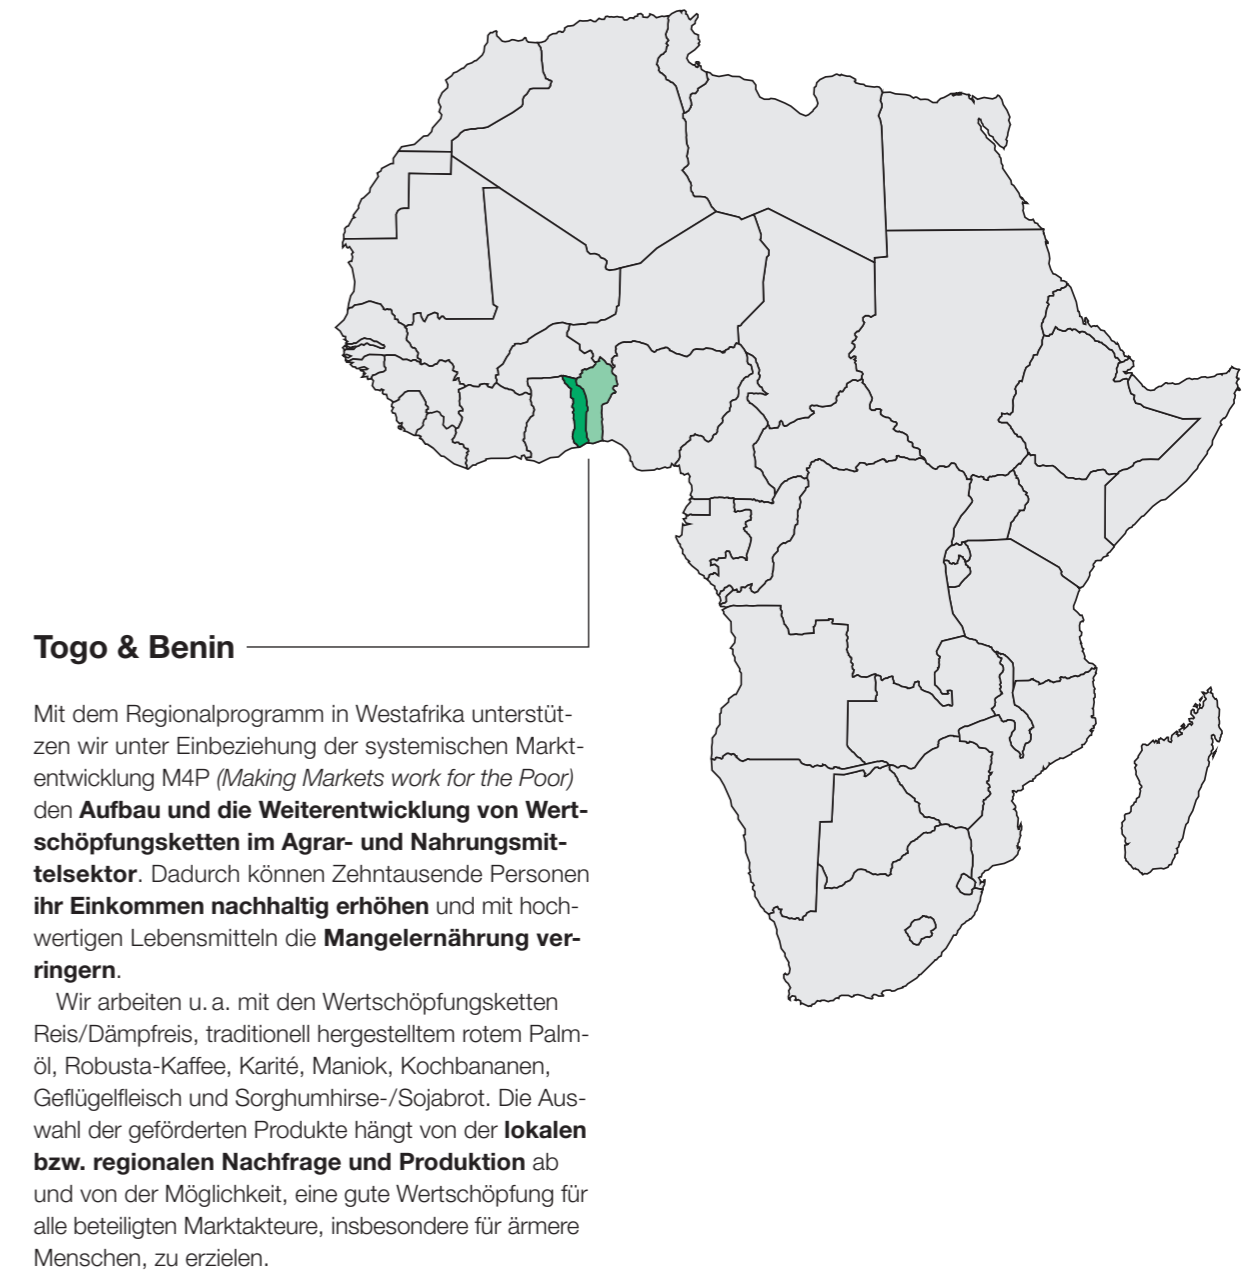 Togo & Benin
Mit dem Regionalprogramm in Westafrika unterstüt-
zen wir unter Einbeziehung der systemischen Markt-
entwicklung M4P (Making Markets work for the Poor)
den Aufbau und die Weiterentwicklung von Wert-
schöpfungsketten im Agrar- und Nahrungsmit-
telsektor. Dadurch können Zehntausende Personen
ihr Einkommen nachhaltig erhöhen und mit hoch-
wertigen Lebensmitteln die Mangelernährung ver-
ringern.
Wir arbeiten u. a. mit den Wertschöpfungsketten
Reis/Dämpfreis, traditionell hergestelltem rotem Palm-
öl, Robusta-Kaffee, Karité, Maniok, Kochbananen,
Geflügelfleisch und Sorghumhirse-/Sojabrot. Die Aus-
wahl der geförderten Produkte hängt von der lokalen
bzw. regionalen Nachfrage und Produktion ab
und von der Möglichkeit, eine gute Wertschöpfung für
alle beteiligten Marktakteure, insbesondere für ärmere
Menschen, zu erzielen.